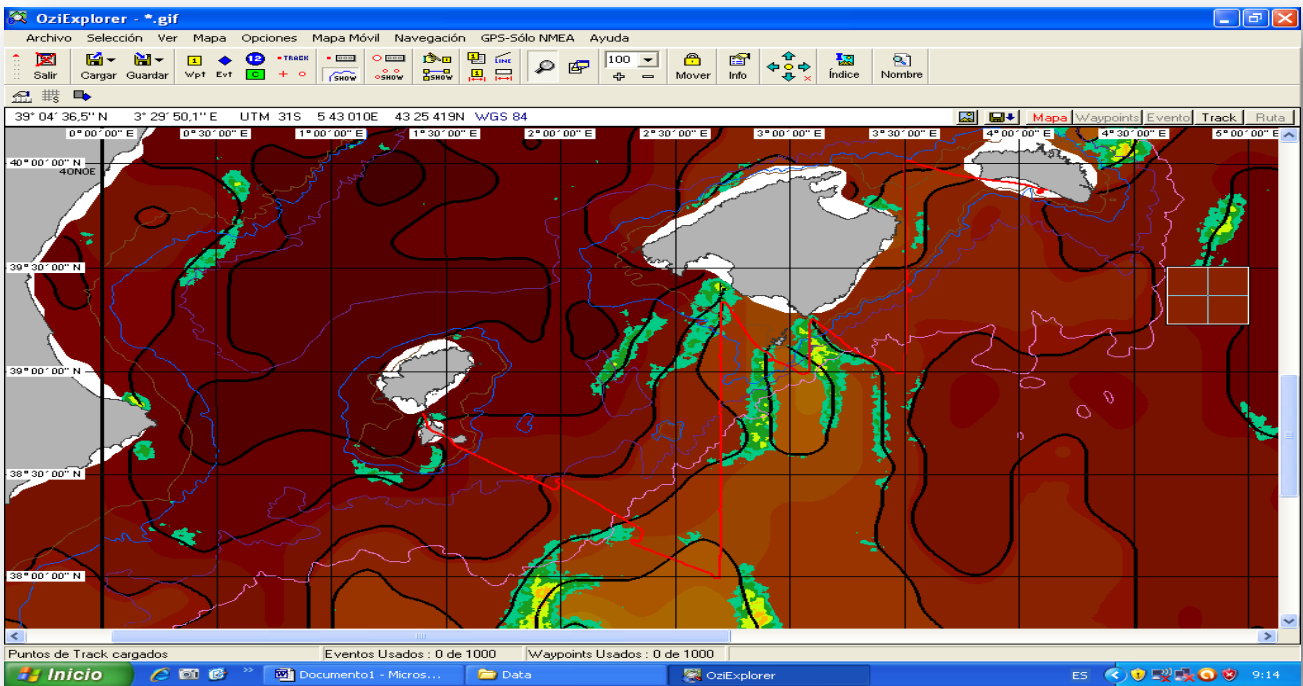 OziExplorer - *.gif
Archivo Selección Ver Mapa Opciones Mapa Móvil Navegación GPS-Sólo NMEA Ayuda
Salir Cargar Guardar Wpt Evt 1 12 C TRACK SHOW SHOW SHOW LINE 100 Mover Info Índice Nombre
39° 04´ 36,5" N 3° 29´ 50,1" E UTM 31S 5 43 010E 43 25 419N WGS 84 Mapa Waypoints Evento Track Ruta
0°00´00" E 0°30´00" E 1°00´00" E 1°30´00" E 2°00´00" E 2°30´00" E 3°00´00" E 3°30´00" E 4°00´00" E 4°30´00" E 5°00´00" E
40°00´00" N
40N0E
39°30´00" N
39°00´00" N
38°30´00" N
38°00´00" N
Puntos de Track cargados Eventos Usados : 0 de 1000 Waypoints Usados : 0 de 1000
Inicio Documento1 - Micros... Data OziExplorer ES 9:14